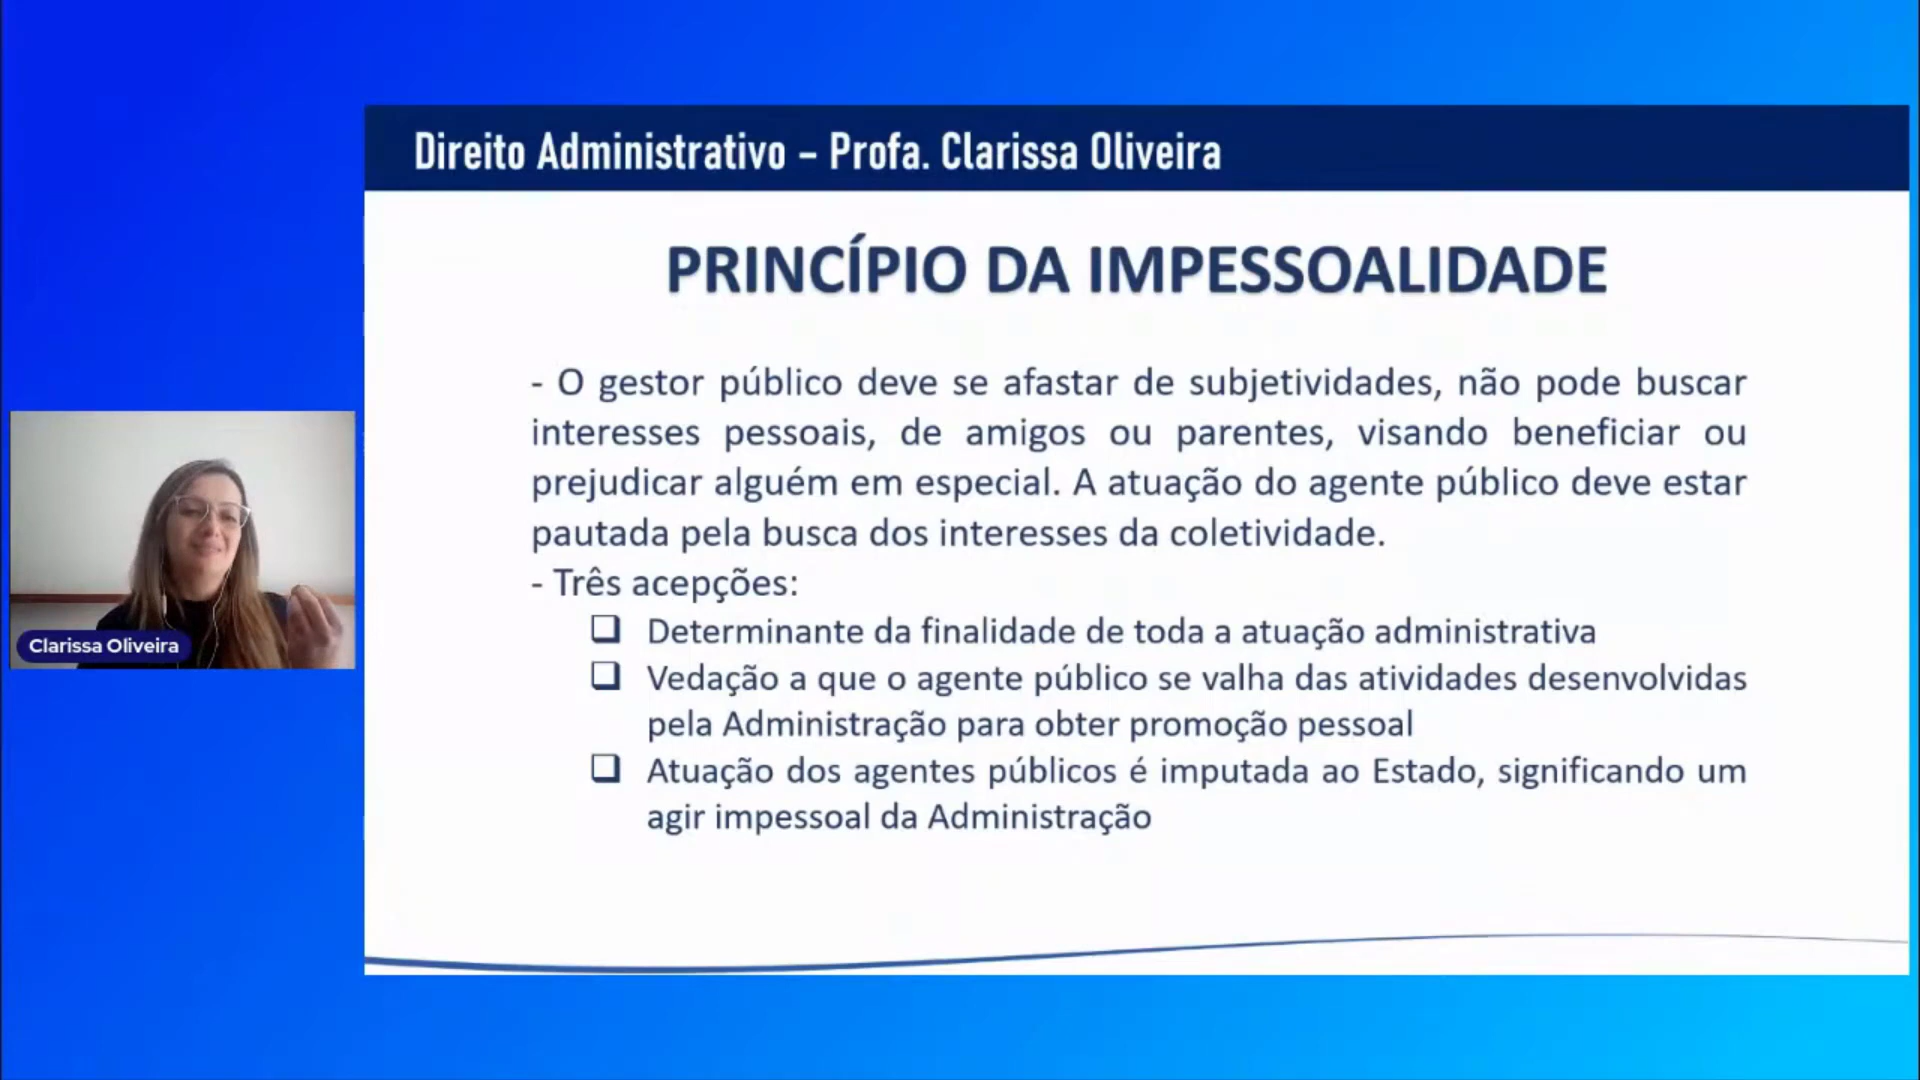 Direito Administrativo – Profa. Clarissa Oliveira
PRINCÍPIO DA IMPESSOALIDADE
- O gestor público deve se afastar de subjetividades, não pode buscar
interesses pessoais, de amigos ou parentes, visando beneficiar ou
prejudicar alguém em especial. A atuação do agente público deve estar
pautada pela busca dos interesses da coletividade.
- Três acepções:
❑ Determinante da finalidade de toda a atuação administrativa
❑ Vedação a que o agente público se valha das atividades desenvolvidas
pela Administração para obter promoção pessoal
❑ Atuação dos agentes públicos é imputada ao Estado, significando um
agir impessoal da Administração
Clarissa Oliveira